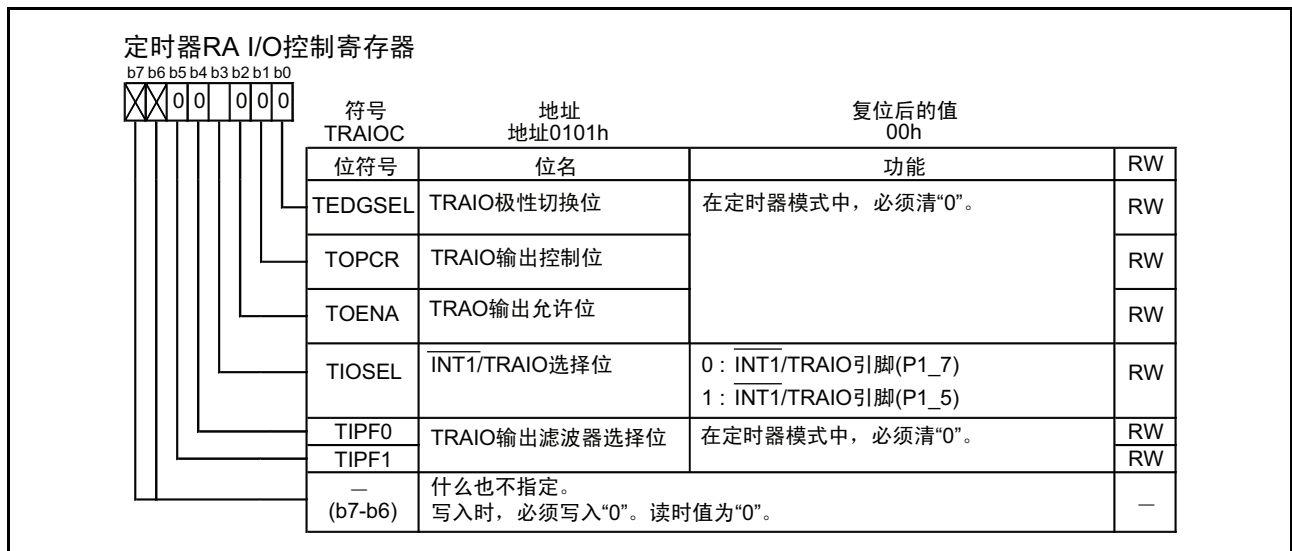 定时器RA I/O控制寄存器
b7 b6 b5 b4 b3 b2 b1 b0
0 0 0 0 0
符号 地址 复位后的值
TRAIOC 地址0101h 00h
位符号 位名 功能 RW
TEDGSEL TRAIO极性切换位 在定时器模式中，必须清“0”。 RW
TOPCR TRAIO输出控制位 RW
TOENA TRAO输出允许位 RW
TIOSEL INT1/TRAIO选择位 0 : INT1/TRAIO引脚(P1_7) RW
1 : INT1/TRAIO引脚(P1_5)
TIPF0 TRAIO输出滤波器选择位 在定时器模式中，必须清“0”。 RW
TIPF1 RW
— 什么也不指定。 —
(b7-b6) 写入时，必须写入“0”。读时值为“0”。